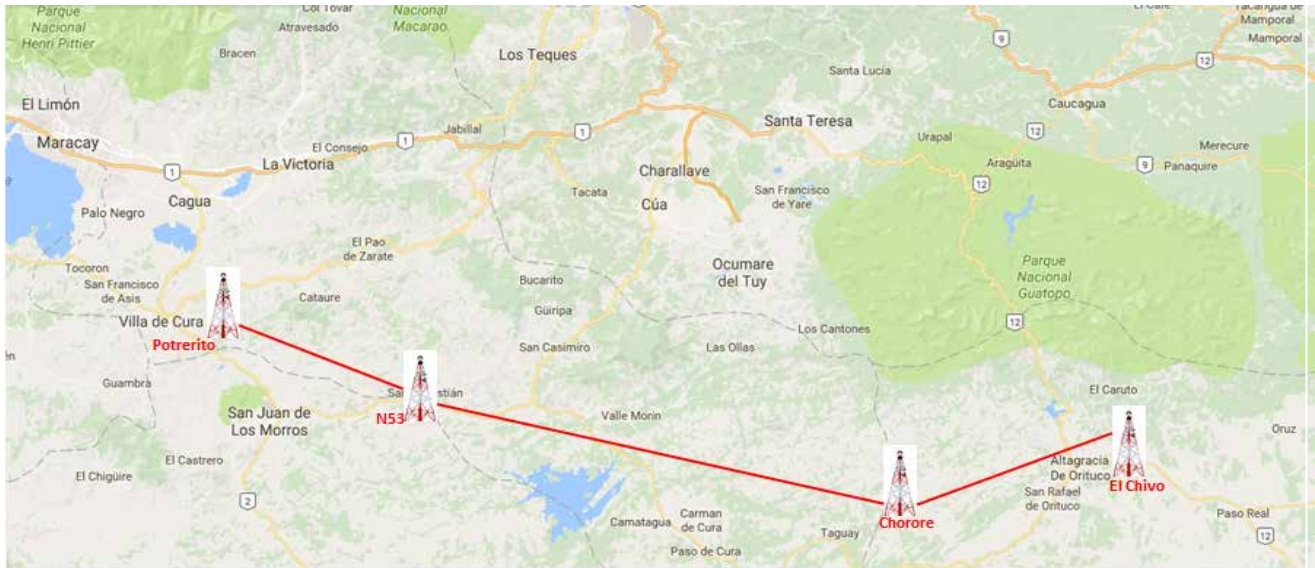 Parque
Nacional
Henri Pittier
Col Tovar
Atravesado
Bracen
Nacional
Macarao
Los Teques
Santa Lucía
9
12
El Café
Tacarigua de
Mamporal
Mamporal
El Limón
Maracay
1
El Consejo
1
Jabillal
1
La Victoria
Santa Teresa
Caucagua
Urapal
12
Aragüita
9
Merecure
Panaquire
Cagua
Palo Negro
Tacata
Charallave
Cúa
San Francisco
de Yare
12
El Pao
de Zarate
Tocoron
San Francisco
de Asis
Cataure
Bucarito
Güiripa
Ocumare
del Tuy
Parque
Nacional
Guatopo
Villa de Cura
Potrerito
San Casimiro
Las Ollas
Los Cantones
12
Guambra
San Juan de
Los Morros
N53
Valle Morin
El Caruto
Oruz
El Castrero
El Chigüire
2
Altagracia
De Orituco
El Chivo
San Rafael
de Orituco
Camatagua
Carman
de Cura
Paso de Cura
Taguay
Chorore
Paso Real
12